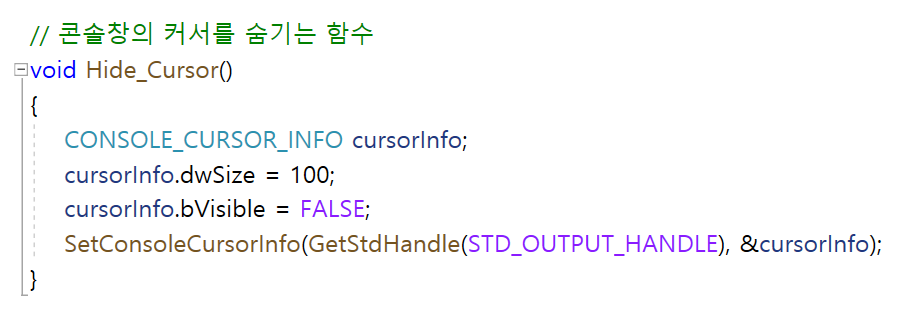 // 콘솔창의 커서를 숨기는 함수
void Hide_Cursor()
{
CONSOLE_CURSOR_INFO cursorInfo;
cursorInfo.dwSize = 100;
cursorInfo.bVisible = FALSE;
SetConsoleCursorInfo(GetStdHandle(STD_OUTPUT_HANDLE), &cursorInfo);
}